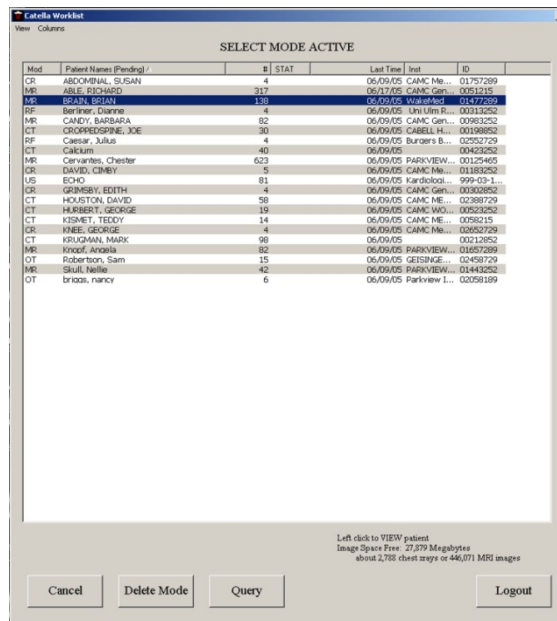 Catella Worklist
View Columns
SELECT MODE ACTIVE
Mod Patient Names (Pending) / # STAT Last Time Inst ID
CR ABDOMINAL, SUSAN 4 06/09/05 CAMC Me... 01757289
MR ABLE, RICHARD 317 06/17/05 CAMC Gen... 0051215
MR BRAIN, BRIAN 138 06/09/05 WakeMed 01477289
RF Berliner, Dianne 4 06/09/05 Uni Ulm R... 00313252
MR CANDY, BARBARA 82 06/09/05 CAMC Gen... 00983252
CT CROPPEDSPINE, JOE 30 06/09/05 CABELL H... 00198852
RF Caesar, Julius 4 06/09/05 Burgers B... 02552729
CT Calcium 40 06/09/05 00423252
MR Cervantes, Chester 623 06/09/05 PARKVIEW... 00125465
CR DAVID, CIMBY 5 06/09/05 CAMC Me... 01183252
US ECHO 81 06/09/05 Kardiologi... 999-03-1...
CR GRIMSBY, EDITH 4 06/09/05 CAMC Gen... 00302852
CT HOUSTON, DAVID 58 06/09/05 CAMC ME... 02388729
CT HURBERT, GEORGE 19 06/09/05 CAMC WO... 00523252
CT KISMET, TEDDY 14 06/09/05 CAMC ME... 0058215
CR KNEE, GEORGE 4 06/09/05 CAMC Me... 02652729
CT KRUGMAN, MARK 98 06/09/05 00212852
MR Knopf, Angela 82 06/09/05 PARKVIEW... 01657289
OT Robertson, Sam 15 06/09/05 GEISINGE... 02458729
MR Skull, Nellie 42 06/09/05 PARKVIEW... 01443252
OT briggs, nancy 6 06/09/05 Parkview I... 02058189
Left click to VIEW patient
Image Space Free: 27,879 Megabytes
about 2,788 chest xrays or 446,071 MRI images
Cancel Delete Mode Query Logout